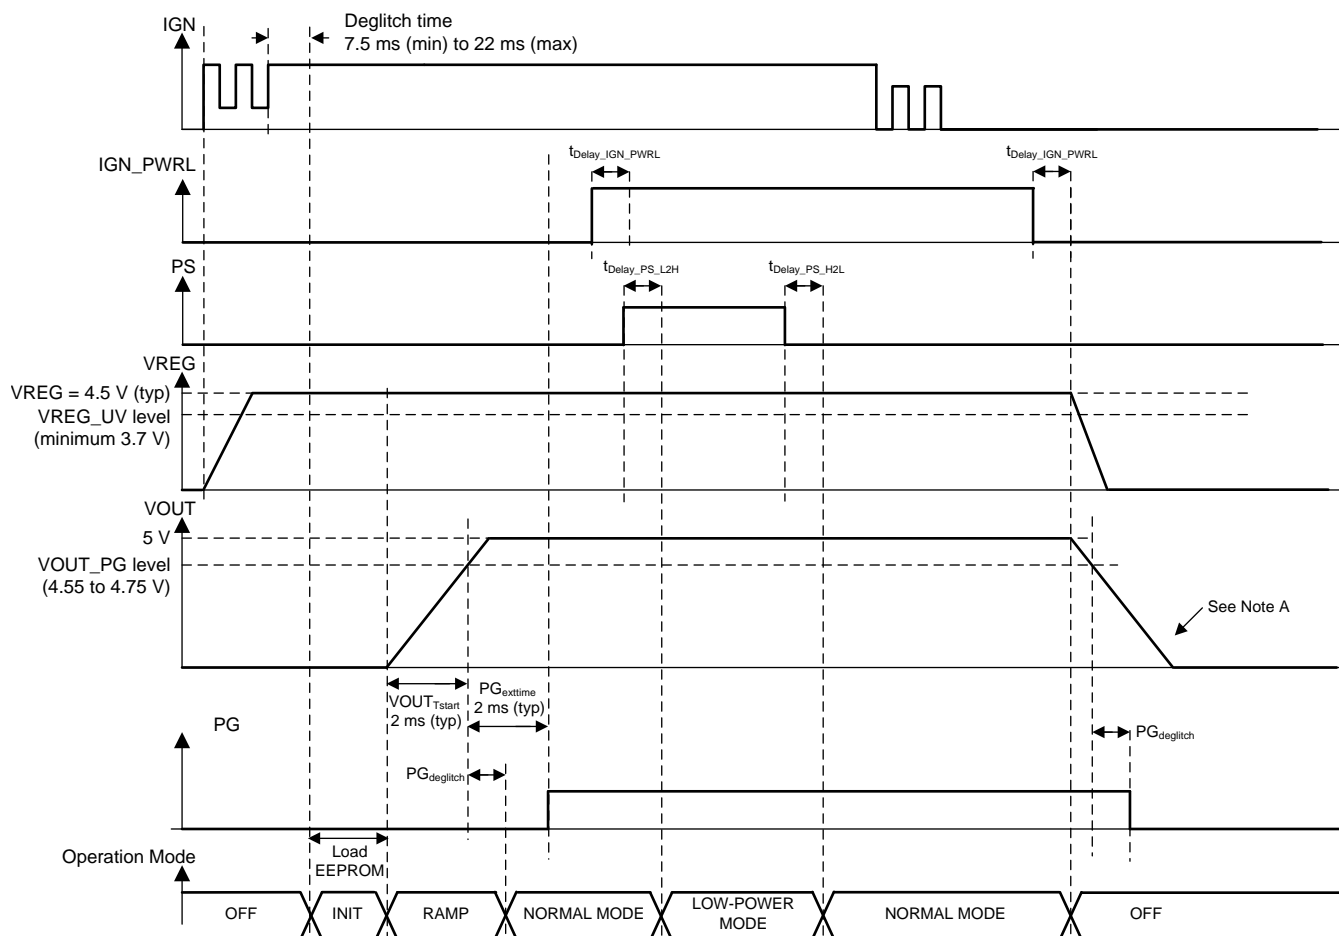 IGN
Deglitch time
7.5 ms (min) to 22 ms (max)
tDelay_IGN_PWRL
tDelay_IGN_PWRL
IGN_PWRL
PS
tDelay_PS_L2H
tDelay_PS_H2L
VREG
VREG = 4.5 V (typ)
VREG_UV level
(minimum 3.7 V)
VOUT
5 V
VOUT_PG level
(4.55 to 4.75 V)
See Note A
VOUTTstart
2 ms (typ)
PGexttime
2 ms (typ)
PG
PGdeglitch
PGdeglitch
Load
EEPROM
Operation Mode
OFF
INIT
RAMP
NORMAL MODE
LOW-POWER
MODE
NORMAL MODE
OFF